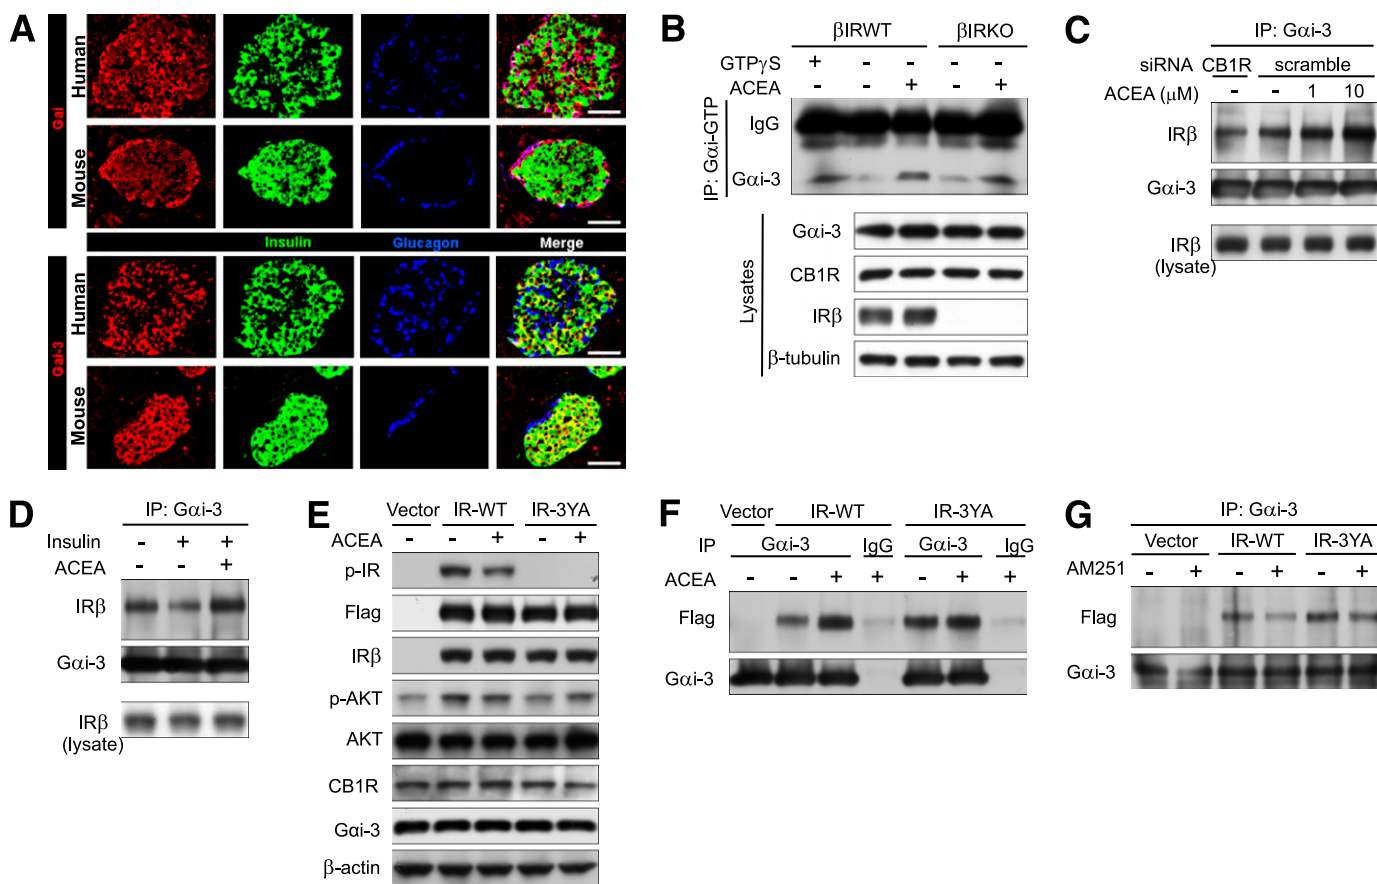 A
Gai
Human
Mouse
Insulin
Glucagon
Merge
Gai-3
Human
Mouse
B
βIRWT
βIRKO
GTPγS
+
-
-
-
-
ACEA
-
-
+
-
+
IP: Gαi-GTP
IgG
Gαi-3
Lysates
Gαi-3
CB1R
IRβ
β-tubulin
C
IP: Gαi-3
siRNA
CB1R
scramble
ACEA (μM)
-
-
1
10
IRβ
Gαi-3
IRβ
(lysate)
D
IP: Gαi-3
Insulin
-
+
+
ACEA
+
IRβ
Gαi-3
IRβ
(lysate)
E
Vector
IR-WT
IR-3YA
ACEA
-
-
+
-
+
p-IR
Flag
IRβ
p-AKT
AKT
CB1R
Gαi-3
β-actin
F
Vector
IR-WT
IR-3YA
IP
Gαi-3
IgG
Gαi-3
IgG
ACEA
-
-
+
+
-
+
+
Flag
Gαi-3
G
IP: Gαi-3
Vector
IR-WT
IR-3YA
AM251
-
+
-
+
-
+
Flag
Gαi-3